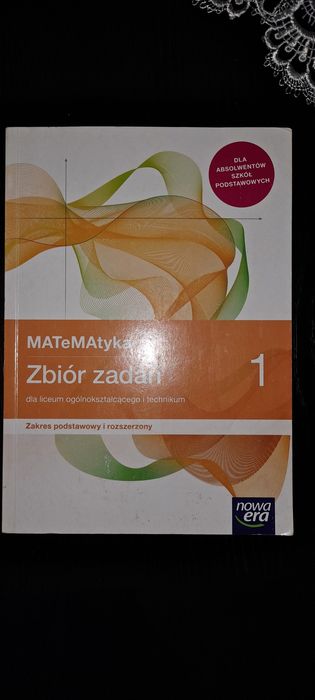 DLA
ABSOLWENTÓW
SZKÓŁ
PODSTAWOWYCH
MATeMAtyka
Zbiór zadań
1
dla liceum ogólnokształcącego i technikum
Zakres podstawowy i rozszerzony
nowa
era